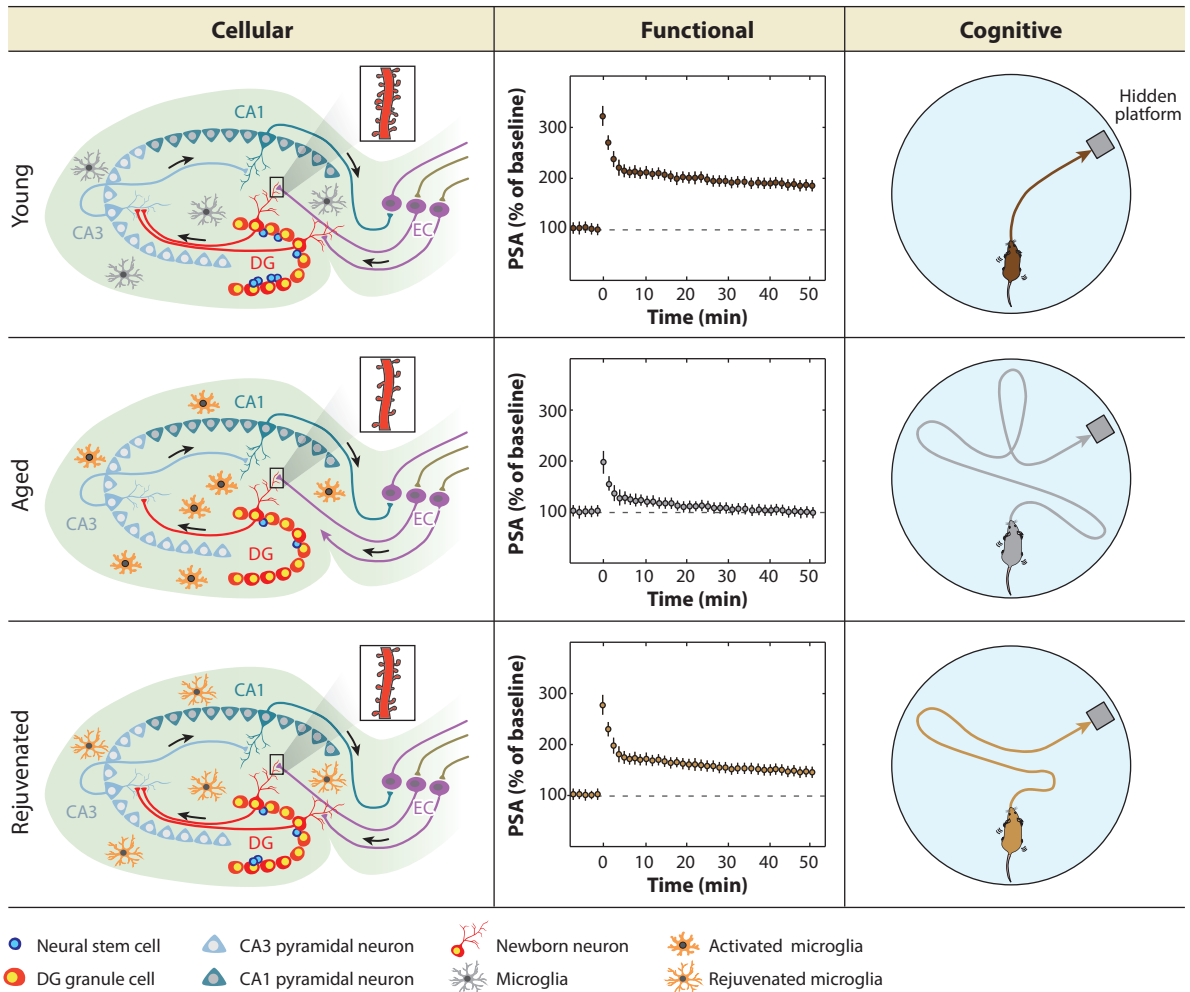 Cellular
Functional
Cognitive
Young
CA1
CA3
DG
EC
PSA (% of baseline)
300
200
100
0 10 20 30 40 50
Time (min)
Hidden
platform
Aged
CA1
CA3
DG
EC
PSA (% of baseline)
300
200
100
0 10 20 30 40 50
Time (min)
Rejuvenated
CA1
CA3
DG
EC
PSA (% of baseline)
300
200
100
0 10 20 30 40 50
Time (min)
Neural stem cell
CA3 pyramidal neuron
Newborn neuron
Activated microglia
DG granule cell
CA1 pyramidal neuron
Microglia
Rejuvenated microglia